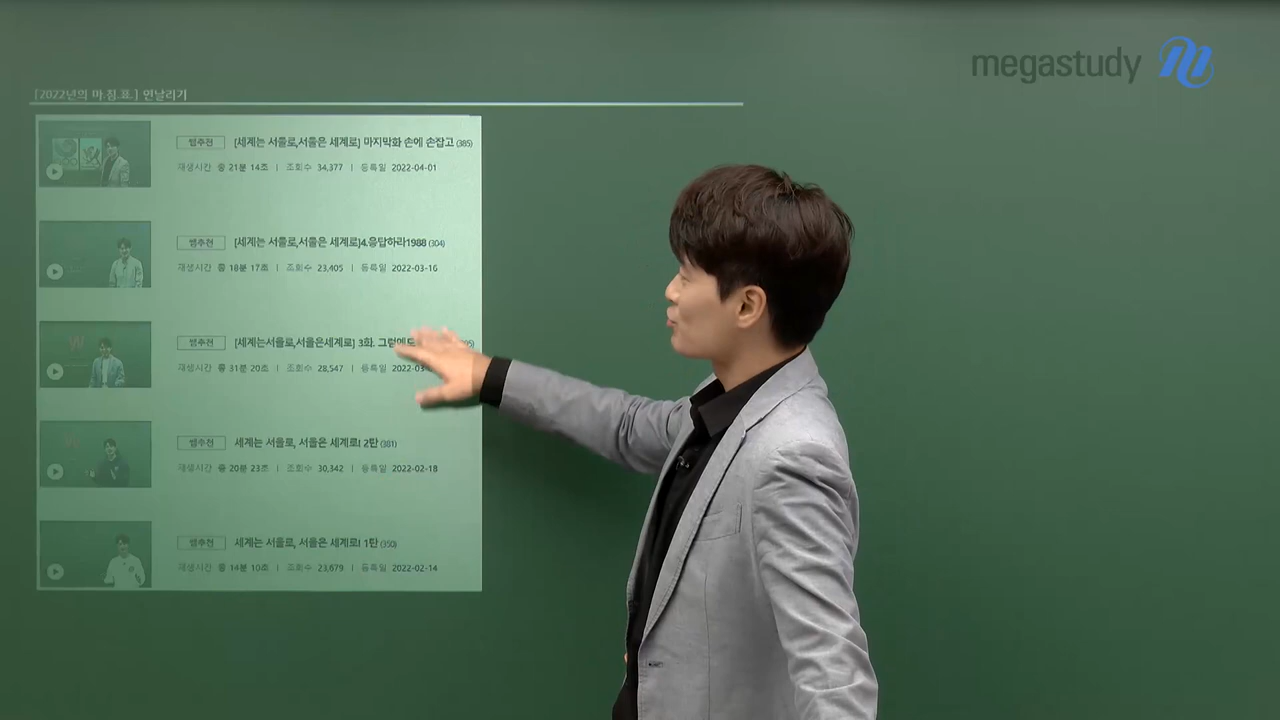 megastudy
[2022년의 마.침.표.] 연날리기
쌤추천 [세계는 서울로,서울은 세계로] 마지막화 손에 손잡고 (385)
재생시간 총 21분 14초 | 조회수 34,377 | 등록일 2022-04-01
쌤추천 [세계는 서울로,서울은 세계로]4.응답하라1988 (304)
재생시간 총 18분 17초 | 조회수 23,405 | 등록일 2022-03-16
쌤추천 [세계는서울로,서울은세계로] 3화.
재생시간 총 31분 20초 | 조회수 28,547 | 등록일 2022-03-
쌤추천 세계는 서울로, 서울은 세계로! 2탄 (381)
재생시간 총 20분 23초 | 조회수 30,342 | 등록일 2022-02-18
쌤추천 세계는 서울로, 서울은 세계로! 1탄 (350)
재생시간 총 14분 10초 | 조회수 23,679 | 등록일 2022-02-14